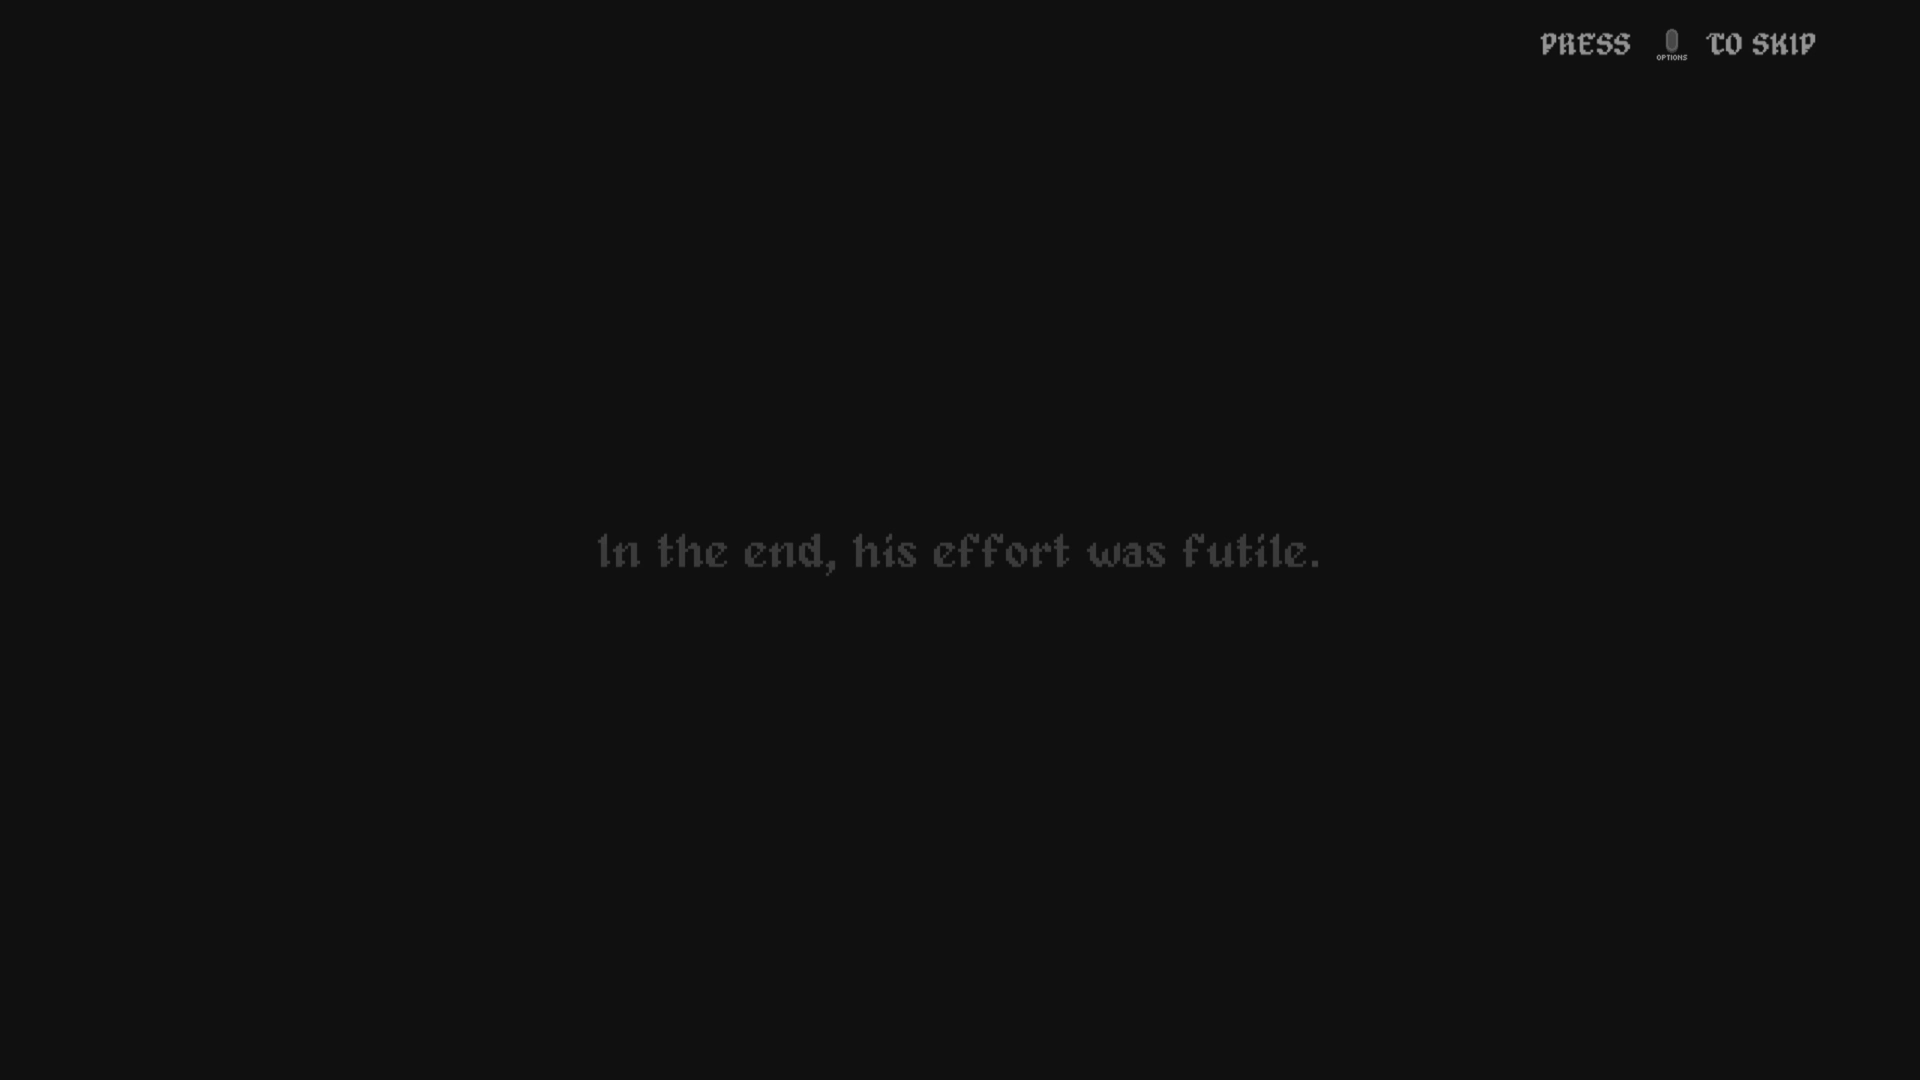 PRESS OPTIONS TO SKIP
In the end, his effort was futile.